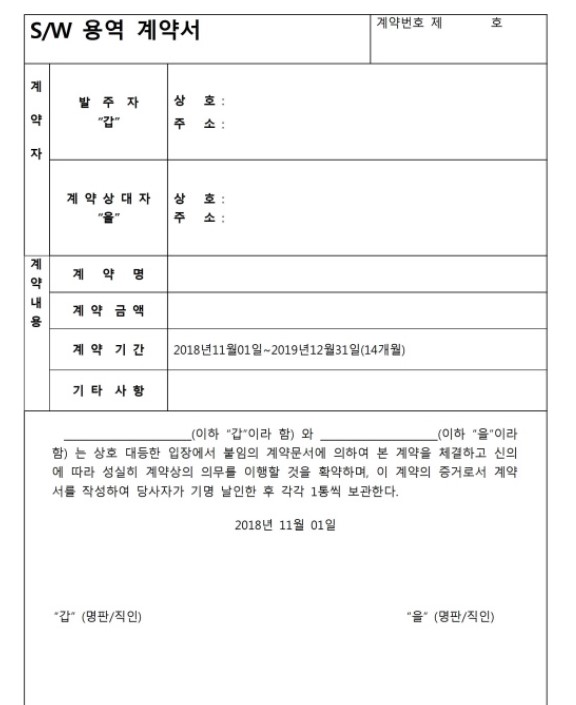 S/W 용역 계약서
계약번호 제 호
계약자
발 주 자
"갑"
상 호 :
주 소 :
계 약 상 대 자
"을"
상 호 :
주 소 :
계약내용
계 약 명
계 약 금 액
계 약 기 간
2018년11월01일~2019년12월31일(14개월)
기 타 사 항
____________________(이하 "갑"이라 함) 와 ____________________(이하 "을"이라
함) 는 상호 대등한 입장에서 붙임의 계약문서에 의하여 본 계약을 체결하고 신의
에 따라 성실히 계약상의 의무를 이행할 것을 확약하며, 이 계약의 증거로서 계약
서를 작성하여 당사자가 기명 날인한 후 각각 1통씩 보관한다.
2018년 11월 01일
"갑" (명판/직인)
"을" (명판/직인)